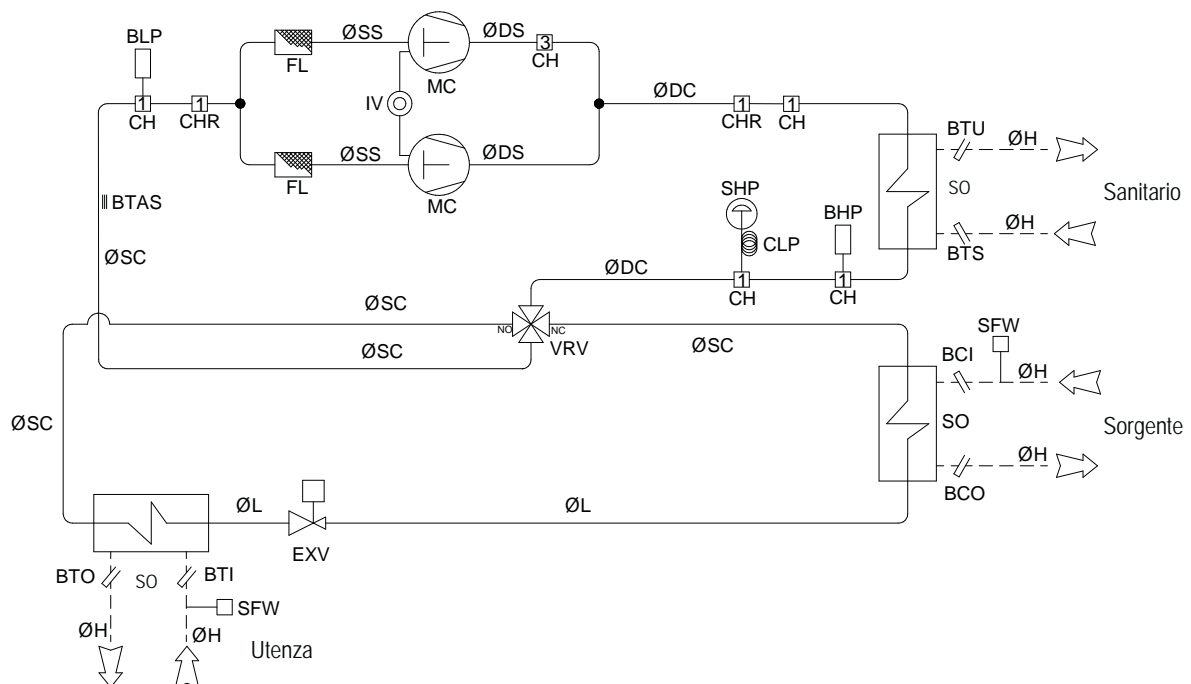 BLP
ØSS
ØDS
3
CH
FL
MC
ØDC
1
CH
1
CHR
IV
1
CHR
1
CH
BTU
ØH
ØSS
ØDS
FL
MC
SO
Sanitario
BTAS
SHP
BHP
CLP
BTS
ØH
ØSC
ØDC
1
CH
1
CH
ØSC
NO
NC
VRV
ØSC
ØSC
SFW
BCI
ØH
ØSC
SO
Sorgente
ØH
BCO
ØL
EXV
ØL
BTO
SO
BTI
SFW
ØH
ØH
Utenza